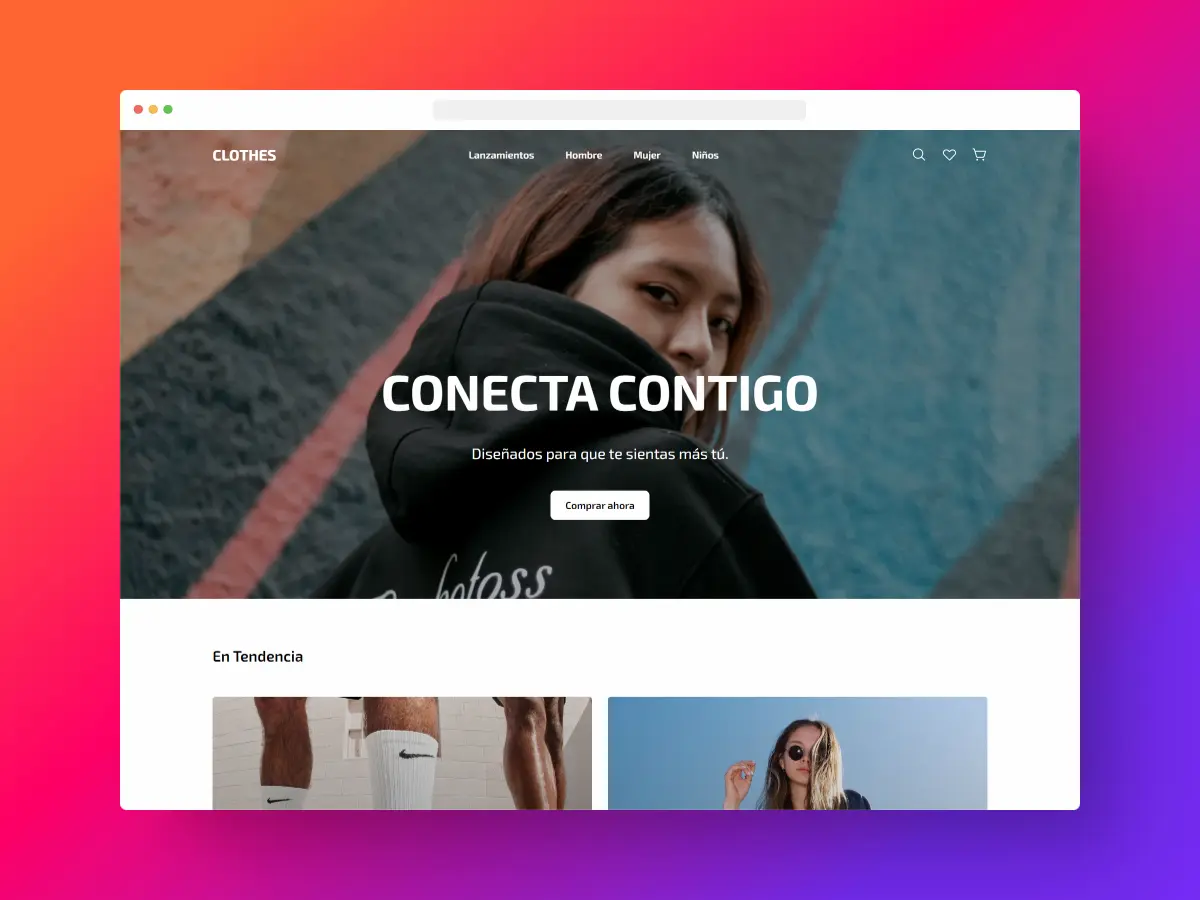 CLOTHES
Lanzamientos Hombre Mujer Niños
CONECTA CONTIGO
Diseñados para que te sientas más tú.
Comprar ahora
En Tendencia